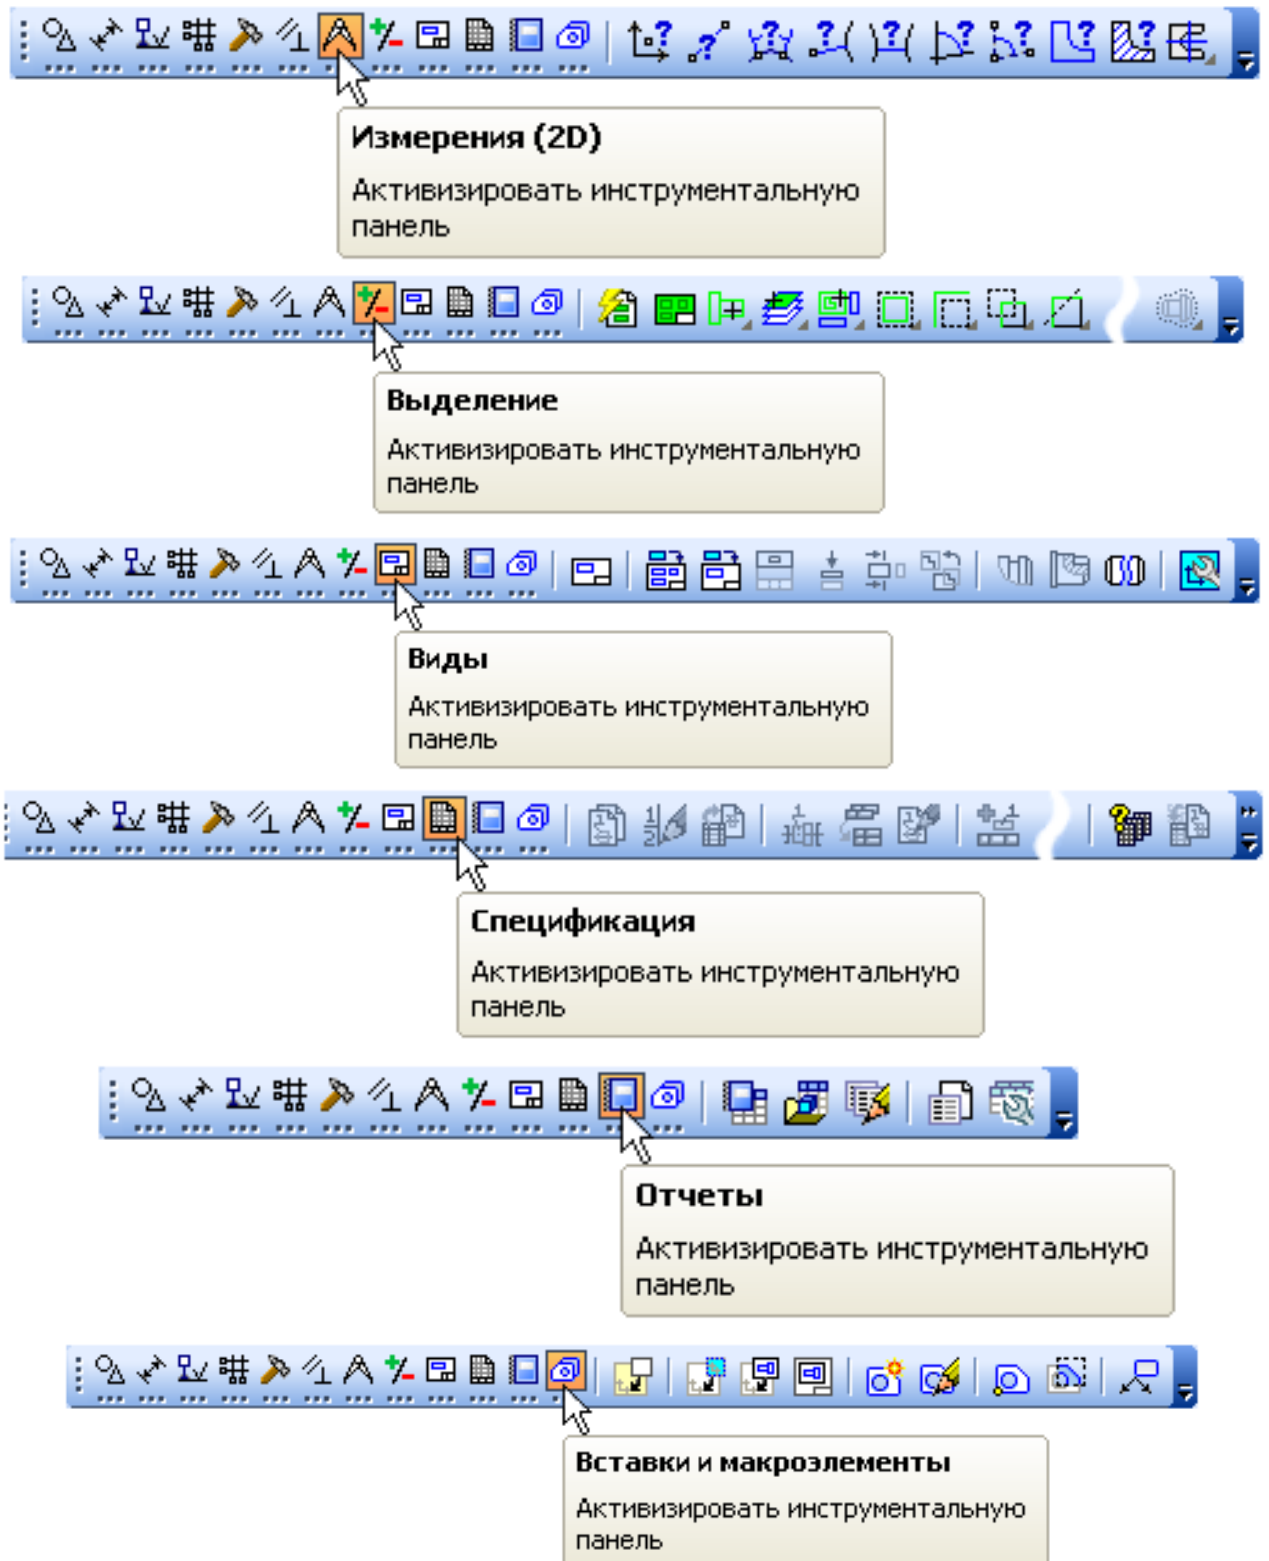 Измерения (2D)
Активизировать инструментальную
панель
Выделение
Активизировать инструментальную
панель
Виды
Активизировать инструментальную
панель
Спецификация
Активизировать инструментальную
панель
Отчеты
Активизировать инструментальную
панель
Вставки и макроэлементы
Активизировать инструментальную
панель